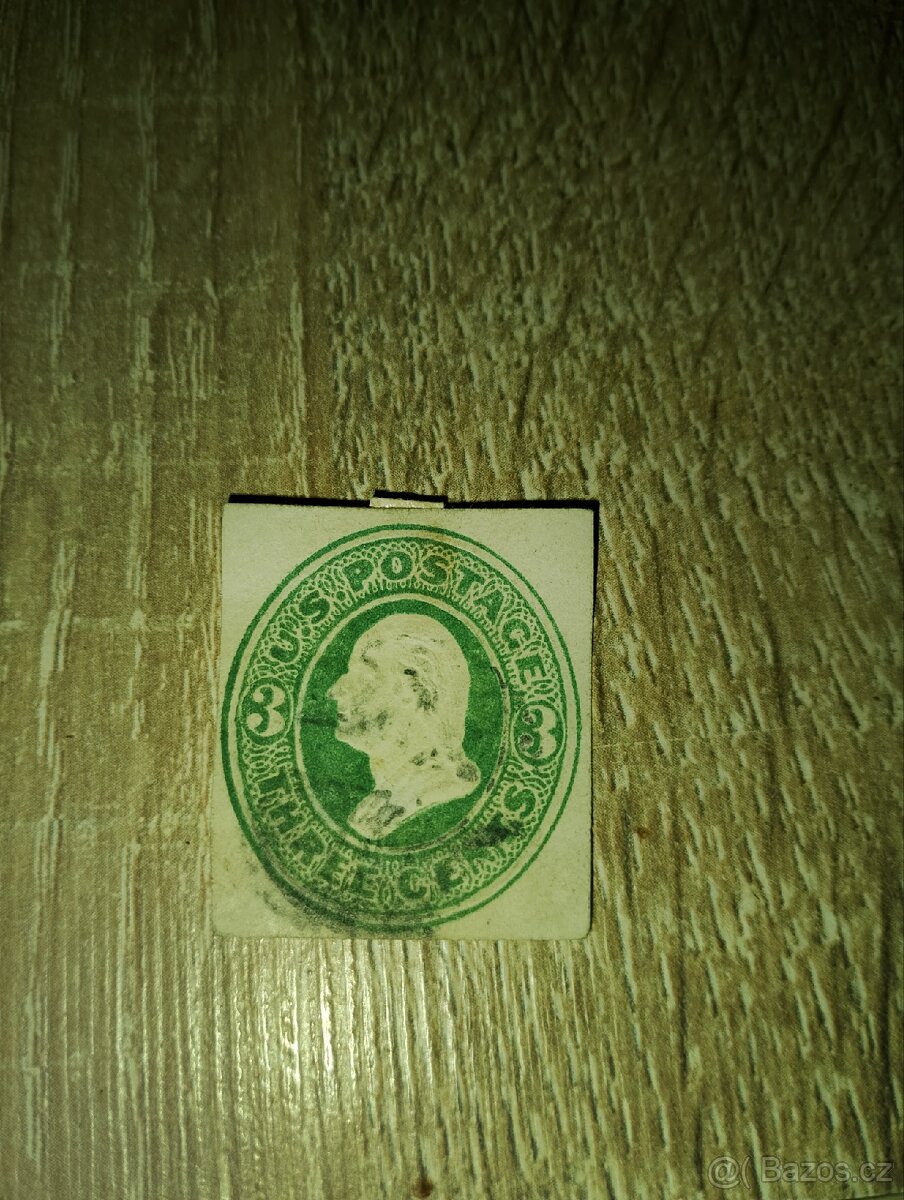 U.S. POSTAGE
3 3
THREE CENTS
@( Bazos.cz